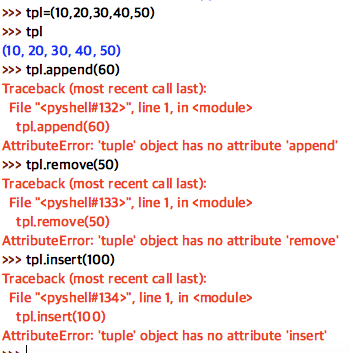 >>> tpl=(10,20,30,40,50)
>>> tpl
(10, 20, 30, 40, 50)
>>> tpl.append(60)
Traceback (most recent call last):
  File "<pyshell#132>", line 1, in <module>
    tpl.append(60)
AttributeError: 'tuple' object has no attribute 'append'
>>> tpl.remove(50)
Traceback (most recent call last):
  File "<pyshell#133>", line 1, in <module>
    tpl.remove(50)
AttributeError: 'tuple' object has no attribute 'remove'
>>> tpl.insert(100)
Traceback (most recent call last):
  File "<pyshell#134>", line 1, in <module>
    tpl.insert(100)
AttributeError: 'tuple' object has no attribute 'insert'
>>>